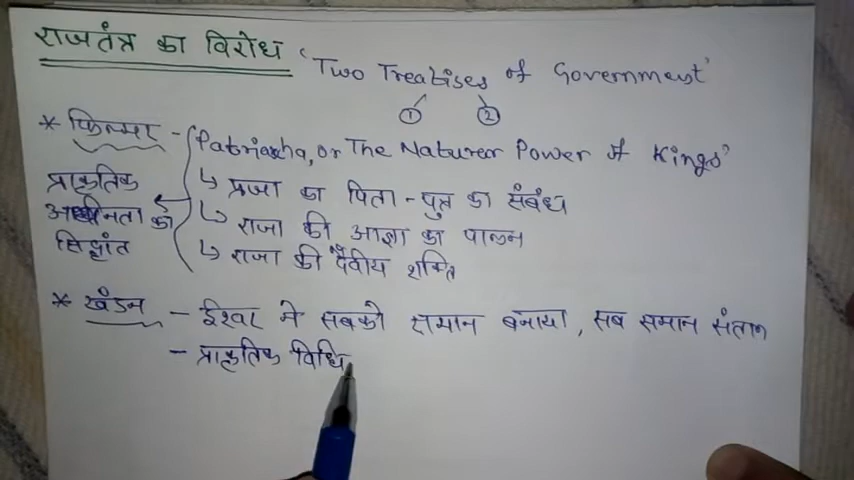 राजतंत्र का विरोध 'Two Treatises of Government'
① ②
* फिल्मर - 'Patriarcha, or The Naturer Power of Kings'
प्राकृतिक अधीनता का सिद्धांत
↳ प्रजा का पिता - पुत्र का संबंध
↳ राजा की आज्ञा का पालन
↳ राजा की दैवीय शक्ति
* खंडन - ईश्वर ने सबको समान बनाया, सब समान संतान
- प्राकृतिक विधि